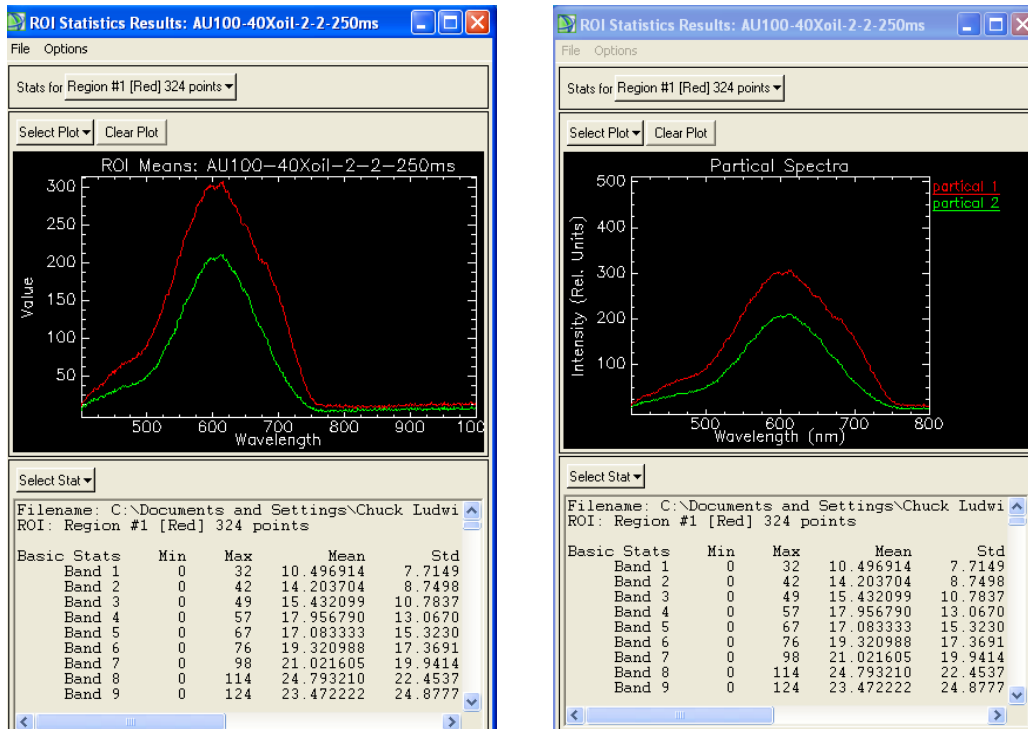 ROI Statistics Results: AU100-40Xoil-2-2-250ms
File Options
Stats for Region #1 [Red] 324 points
Select Plot Clear Plot
ROI Means: AU100-40Xoil-2-2-250ms
300
250
200
150
100
50
Value
500 600 700 800 900 100
Wavelength
Select Stat
Filename: C:\Documents and Settings\Chuck Ludwi
ROI: Region #1 [Red] 324 points
Basic Stats Min Max Mean Std
Band 1 0 32 10.496914 7.7149
Band 2 0 42 14.203704 8.7498
Band 3 0 49 15.432099 10.7837
Band 4 0 57 17.956790 13.0670
Band 5 0 67 17.083333 15.3230
Band 6 0 76 19.320988 17.3691
Band 7 0 98 21.021605 19.9414
Band 8 0 114 24.793210 22.4537
Band 9 0 124 23.472222 24.8777
ROI Statistics Results: AU100-40Xoil-2-2-250ms
File Options
Stats for Region #1 [Red] 324 points
Select Plot Clear Plot
Partical Spectra
500
400
300
200
100
Intensity (Rel. Units)
partical 1
partical 2
500 600 700 800
Wavelength (nm)
Select Stat
Filename: C:\Documents and Settings\Chuck Ludwi
ROI: Region #1 [Red] 324 points
Basic Stats Min Max Mean Std
Band 1 0 32 10.496914 7.7149
Band 2 0 42 14.203704 8.7498
Band 3 0 49 15.432099 10.7837
Band 4 0 57 17.956790 13.0670
Band 5 0 67 17.083333 15.3230
Band 6 0 76 19.320988 17.3691
Band 7 0 98 21.021605 19.9414
Band 8 0 114 24.793210 22.4537
Band 9 0 124 23.472222 24.8777